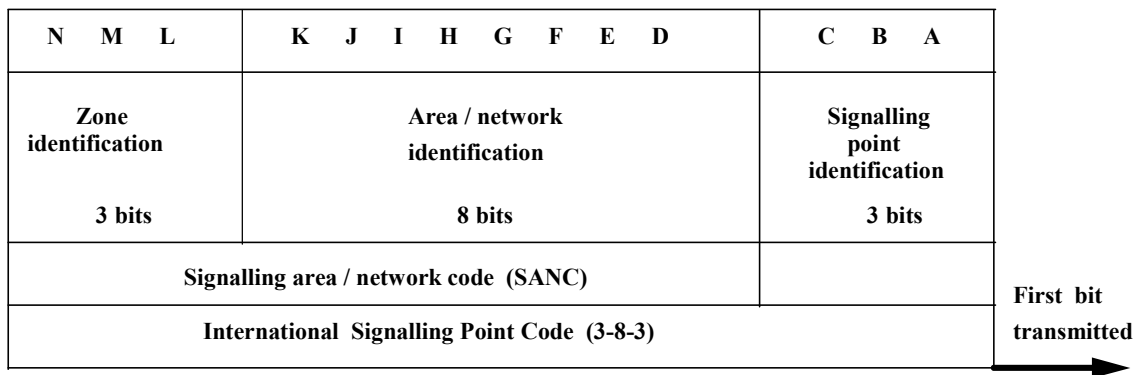 N M L K J I H G F E D C B A
Zone identification
Area / network identification
Signalling point identification
3 bits 8 bits 3 bits
Signalling area / network code (SANC)
International Signalling Point Code (3-8-3)
First bit transmitted